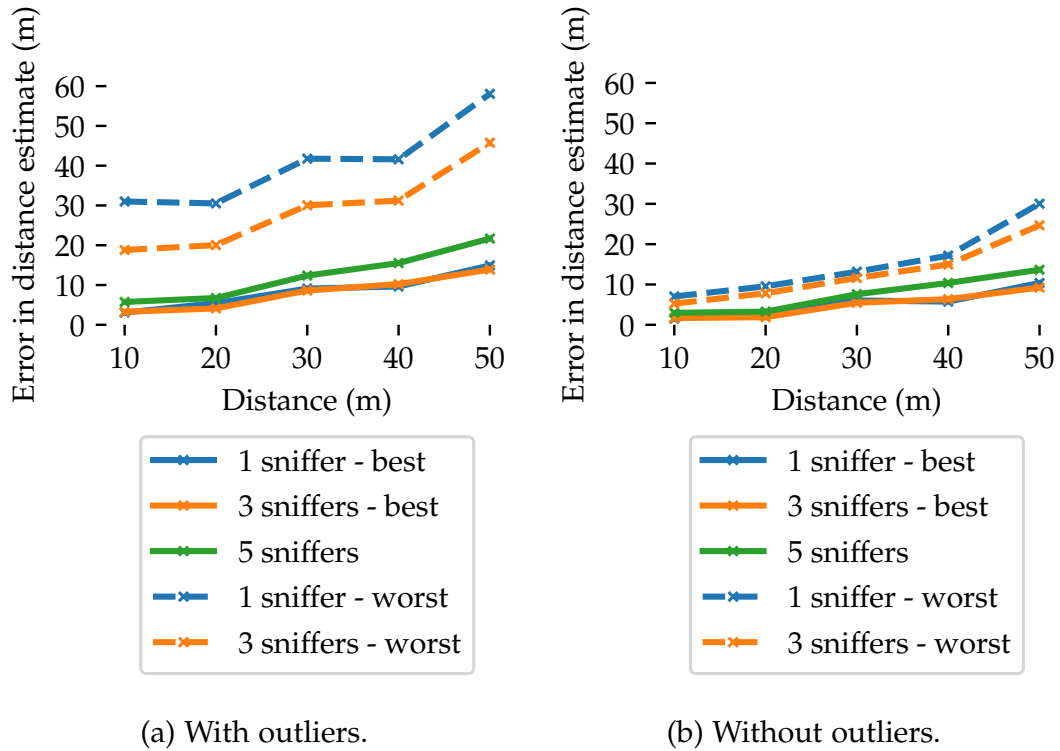 Error in distance estimate (m)
60
50
40
30
20
10
0
10 20 30 40 50
Distance (m)
1 sniffer - best
3 sniffers - best
5 sniffers
1 sniffer - worst
3 sniffers - worst
(a) With outliers.
Error in distance estimate (m)
60
50
40
30
20
10
0
10 20 30 40 50
Distance (m)
1 sniffer - best
3 sniffers - best
5 sniffers
1 sniffer - worst
3 sniffers - worst
(b) Without outliers.